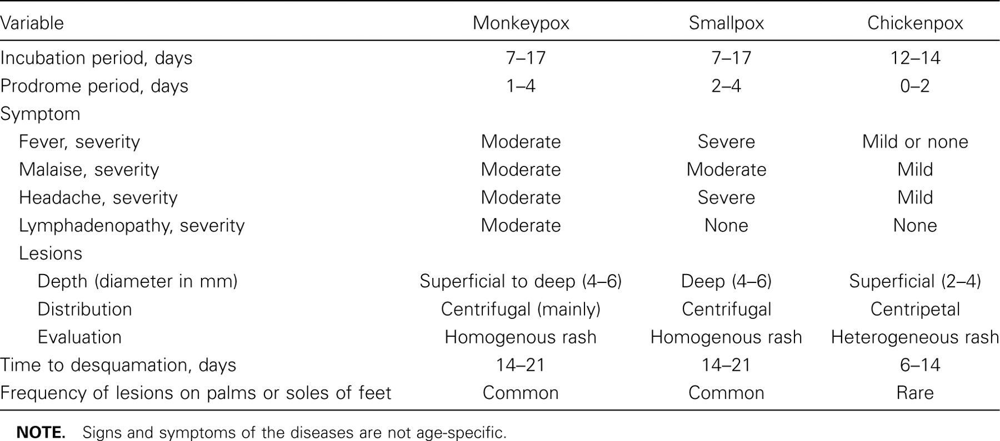 Variable Monkeypox Smallpox Chickenpox
Incubation period, days 7–17 7–17 12–14
Prodrome period, days 1–4 2–4 0–2
Symptom
Fever, severity Moderate Severe Mild or none
Malaise, severity Moderate Moderate Mild
Headache, severity Moderate Severe Mild
Lymphadenopathy, severity Moderate None None
Lesions
Depth (diameter in mm) Superficial to deep (4–6) Deep (4–6) Superficial (2–4)
Distribution Centrifugal (mainly) Centrifugal Centripetal
Evaluation Homogenous rash Homogenous rash Heterogeneous rash
Time to desquamation, days 14–21 14–21 6–14
Frequency of lesions on palms or soles of feet Common Common Rare
NOTE. Signs and symptoms of the diseases are not age-specific.